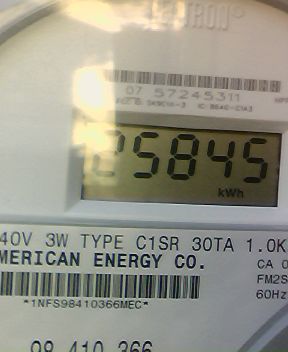 07 57245311
25845
kWh
40V 3W TYPE C1SR 30TA 1.0K
MERICAN ENERGY CO.
CA 0
FM2S
*1NFS98410366MEC*
60Hz
98 410 366